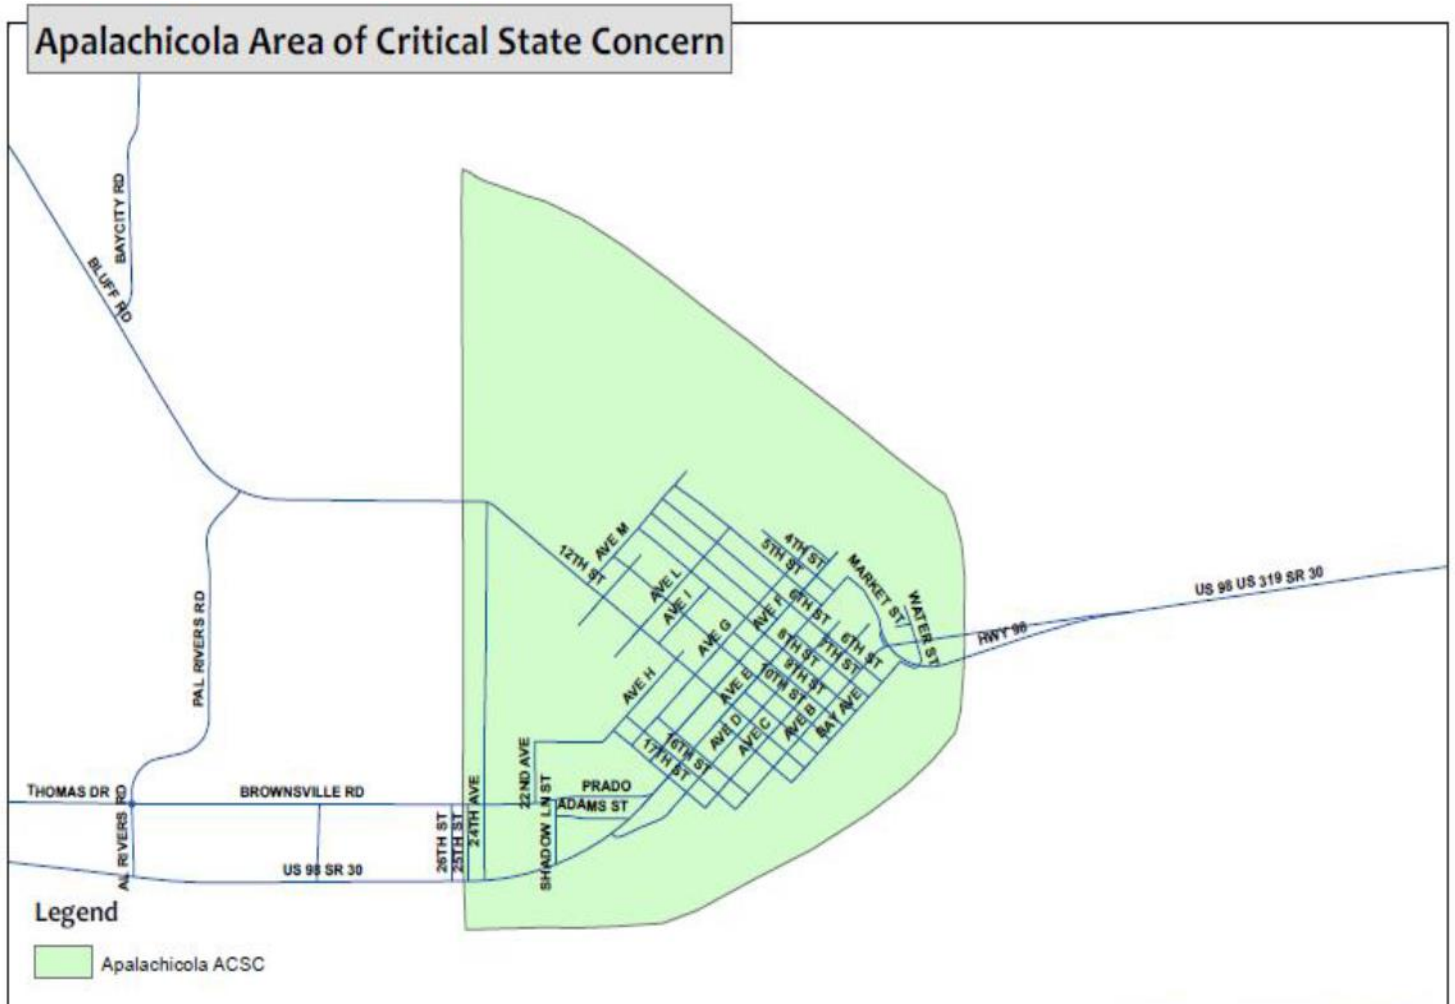 Apalachicola Area of Critical State Concern
BAYCITY RD
BLUFF RD
12TH ST
AVE M
4TH ST
5TH ST
MARKET ST
WATER ST
US 98 US 319 SR 30
HWY 98
AVE L
AVE I
AVE F
6TH ST
AVE G
8TH ST
7TH ST
6TH ST
9TH ST
10TH ST
AVE H
AVE E
AVE D
AVE C
AVE B
BAY AVE
PAL RIVERS RD
16TH ST
17TH ST
22ND AVE
SHADOW LN ST
PRADO
ADAMS ST
THOMAS DR
AL RIVERS RD
BROWNSVILLE RD
26TH ST
25TH ST
24TH AVE
US 98 SR 30
Legend
Apalachicola ACSC